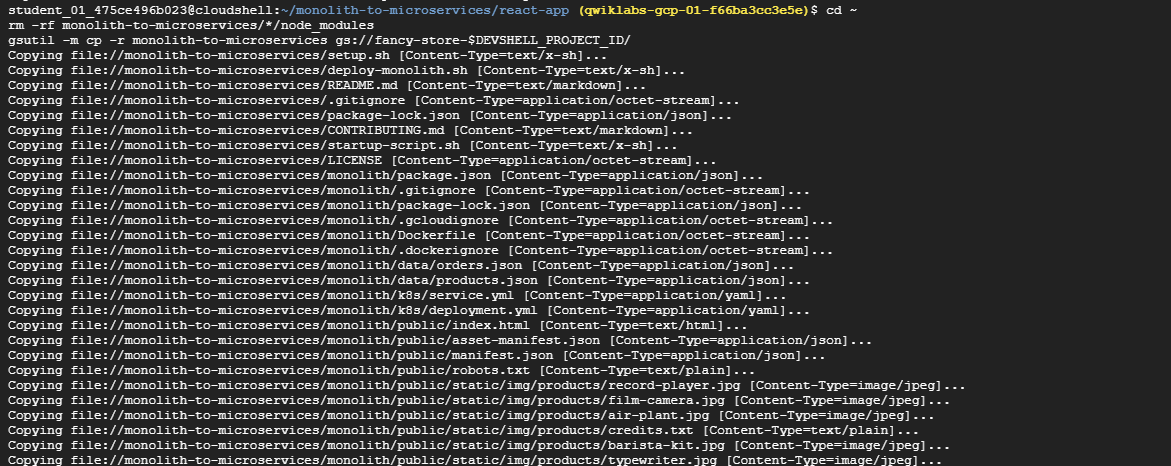 student_01_475ce496b023@cloudshell:~/monolith-to-microservices/react-app (qwiklabs-gcp-01-f66ba3cc3e5e)$ cd ~
rm -rf monolith-to-microservices/*/node_modules
gsutil -m cp -r monolith-to-microservices gs://fancy-store-$DEVSHELL_PROJECT_ID/
Copying file://monolith-to-microservices/setup.sh [Content-Type=text/x-sh]...
Copying file://monolith-to-microservices/deploy-monolith.sh [Content-Type=text/x-sh]...
Copying file://monolith-to-microservices/README.md [Content-Type=text/markdown]...
Copying file://monolith-to-microservices/.gitignore [Content-Type=application/octet-stream]...
Copying file://monolith-to-microservices/package-lock.json [Content-Type=application/json]...
Copying file://monolith-to-microservices/CONTRIBUTING.md [Content-Type=text/markdown]...
Copying file://monolith-to-microservices/startup-script.sh [Content-Type=text/x-sh]...
Copying file://monolith-to-microservices/LICENSE [Content-Type=application/octet-stream]...
Copying file://monolith-to-microservices/monolith/package.json [Content-Type=application/json]...
Copying file://monolith-to-microservices/monolith/.gitignore [Content-Type=application/octet-stream]...
Copying file://monolith-to-microservices/monolith/package-lock.json [Content-Type=application/json]...
Copying file://monolith-to-microservices/monolith/.gcloudignore [Content-Type=application/octet-stream]...
Copying file://monolith-to-microservices/monolith/Dockerfile [Content-Type=application/octet-stream]...
Copying file://monolith-to-microservices/monolith/.dockerignore [Content-Type=application/octet-stream]...
Copying file://monolith-to-microservices/monolith/data/orders.json [Content-Type=application/json]...
Copying file://monolith-to-microservices/monolith/data/products.json [Content-Type=application/json]...
Copying file://monolith-to-microservices/monolith/k8s/service.yml [Content-Type=application/yaml]...
Copying file://monolith-to-microservices/monolith/k8s/deployment.yml [Content-Type=application/yaml]...
Copying file://monolith-to-microservices/monolith/public/index.html [Content-Type=text/html]...
Copying file://monolith-to-microservices/monolith/public/asset-manifest.json [Content-Type=application/json]...
Copying file://monolith-to-microservices/monolith/public/manifest.json [Content-Type=application/json]...
Copying file://monolith-to-microservices/monolith/public/robots.txt [Content-Type=text/plain]...
Copying file://monolith-to-microservices/monolith/public/static/img/products/record-player.jpg [Content-Type=image/jpeg]...
Copying file://monolith-to-microservices/monolith/public/static/img/products/film-camera.jpg [Content-Type=image/jpeg]...
Copying file://monolith-to-microservices/monolith/public/static/img/products/air-plant.jpg [Content-Type=image/jpeg]...
Copying file://monolith-to-microservices/monolith/public/static/img/products/credits.txt [Content-Type=text/plain]...
Copying file://monolith-to-microservices/monolith/public/static/img/products/barista-kit.jpg [Content-Type=image/jpeg]...
Copying file://monolith-to-microservices/monolith/public/static/img/products/typewriter.jpg [Content-Type=image/jpeg]...